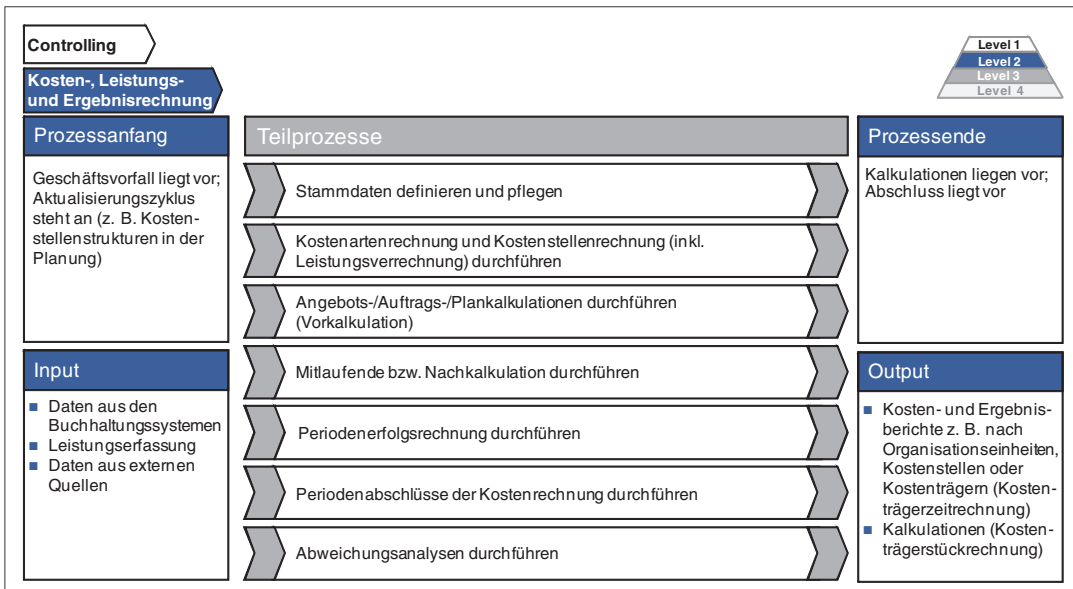 Controlling
Kosten-, Leistungs-
und Ergebnisrechnung
Level 1
Level 2
Level 3
Level 4
Prozessanfang
Geschäftsvorfall liegt vor;
Aktualisierungszyklus
steht an (z. B. Kosten-
stellenstrukturen in der
Planung)
Input
Daten aus den
Buchhaltungssystemen
Leistungserfassung
Daten aus externen
Quellen
Teilprozesse
Stammdaten definieren und pflegen
Kostenartenrechnung und Kostenstellenrechnung (inkl.
Leistungsverrechnung) durchführen
Angebots-/Auftrags-/Plankalkulationen durchführen
(Vorkalkulation)
Mitlaufende bzw. Nachkalkulation durchführen
Periodenerfolgsrechnung durchführen
Periodenabschlüsse der Kostenrechnung durchführen
Abweichungsanalysen durchführen
Prozessende
Kalkulationen liegen vor;
Abschluss liegt vor
Output
Kosten- und Ergebnis-
berichte z. B. nach
Organisationseinheiten,
Kostenstellen oder
Kostenträgern (Kosten-
trägerzeitrechnung)
Kalkulationen (Kosten-
trägerstückrechnung)